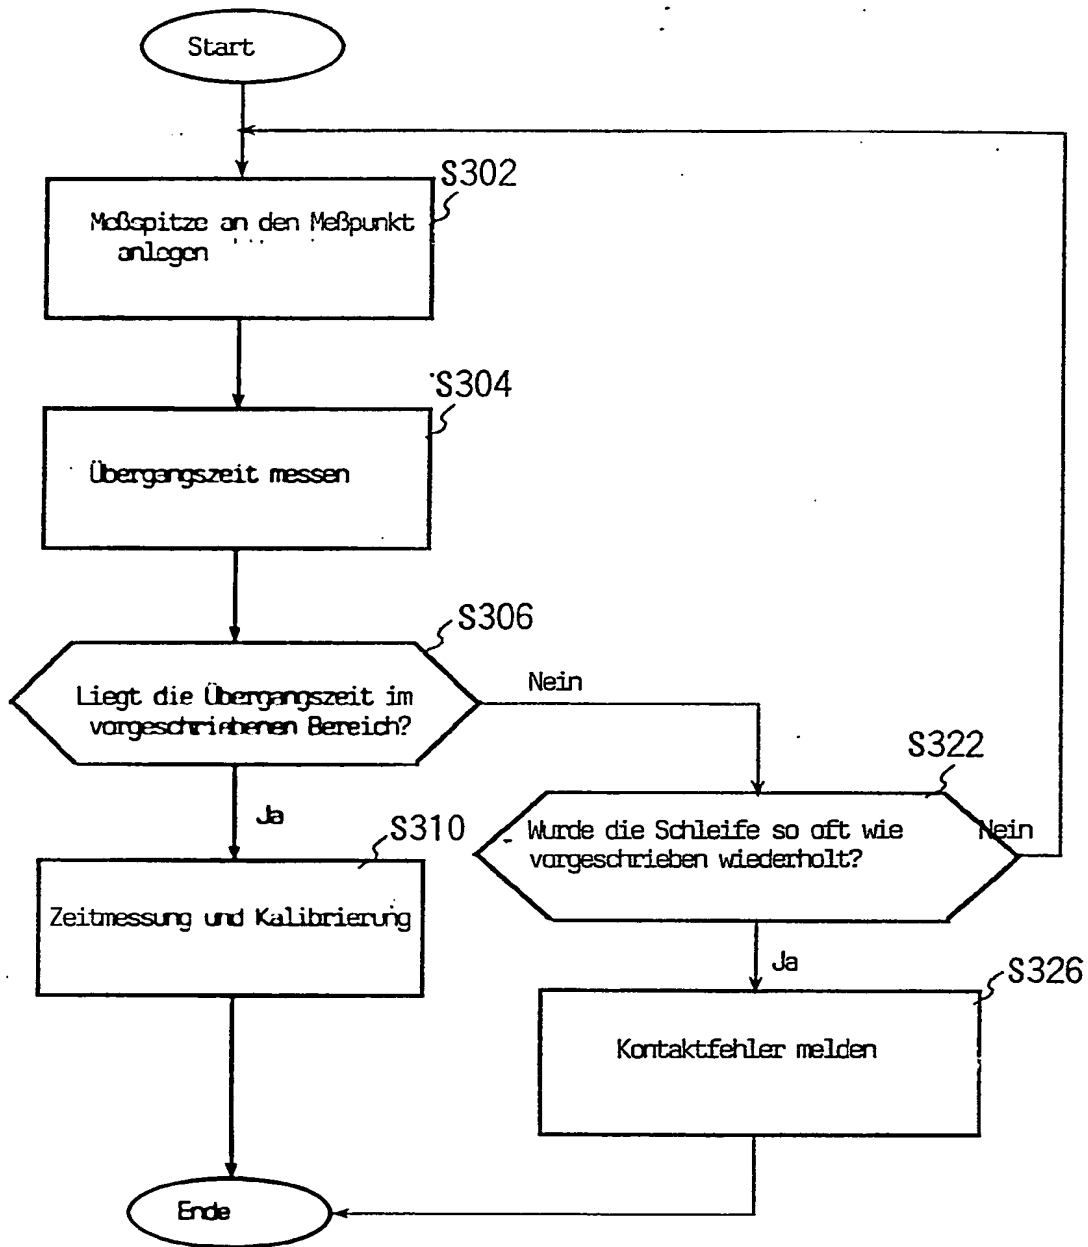 Start
S302
Meßspitze an den Meßpunkt
anlegen
S304
Übergangszeit messen
S306
Liegt die Übergangszeit im
vorgeschriebenen Bereich?
Nein
Ja
S322
Wurde die Schleife so oft wie
vorgeschrieben wiederholt?
Nein
S310
Zeitmessung und Kalibrierung
Ja
S326
Kontaktfehler melden
Ende